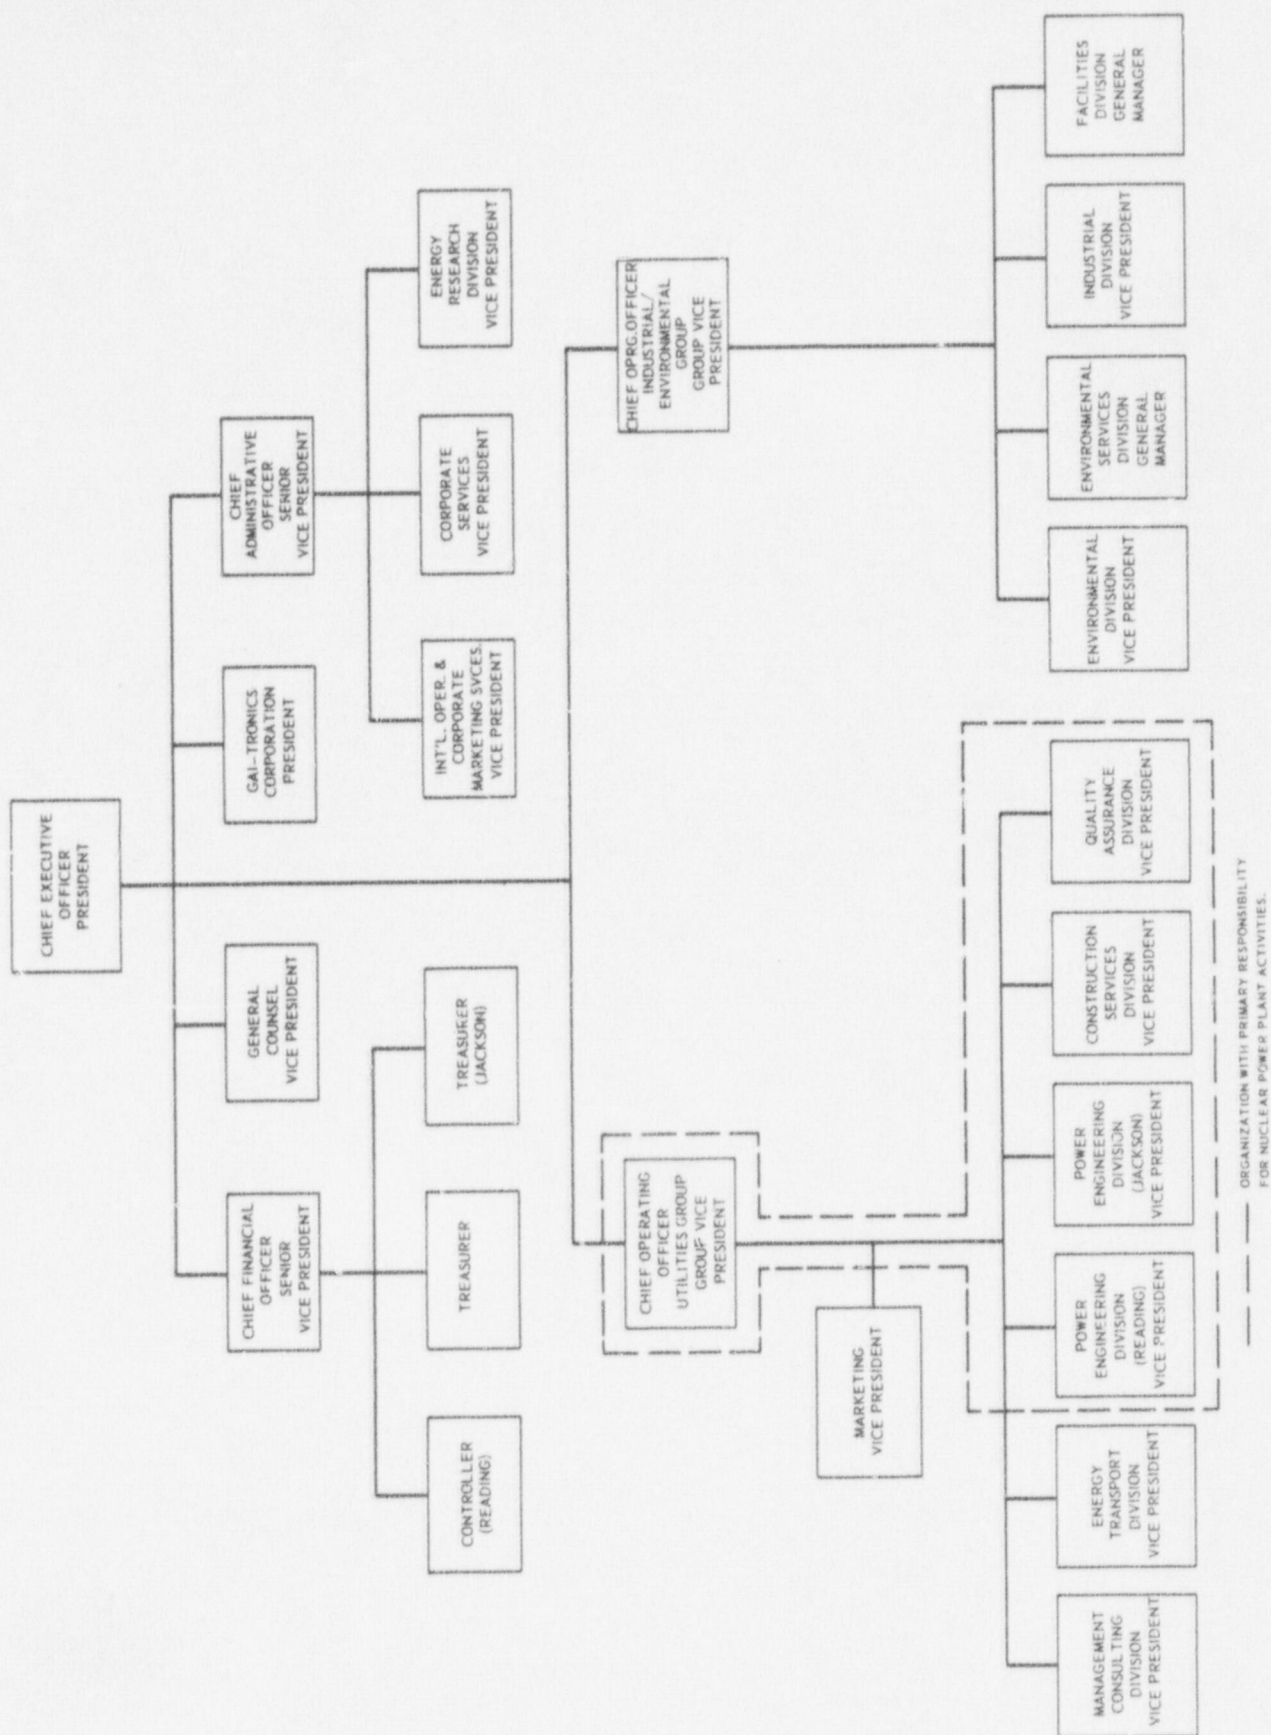 CHIEF EXECUTIVE
OFFICER
PRESIDENT
CHIEF FINANCIAL
OFFICER
SENIOR
VICE PRESIDENT
GENERAL
COUNSEL
VICE PRESIDENT
GAI-TRONICS
CORPORATION
PRESIDENT
CHIEF
ADMINISTRATIVE
OFFICER
SENIOR
VICE PRESIDENT
CONTROLLER
(READING)
TREASURER
TREASURER
(JACKSON)
INT'L. OPER. &
CORPORATE
MARKETING SVCES.
VICE PRESIDENT
CORPORATE
SERVICES
VICE PRESIDENT
ENERGY
RESEARCH
DIVISION
VICE PRESIDENT
CHIEF OPERATING
OFFICER
UTILITIES GROUP
GROUP VICE
PRESIDENT
CHIEF OPRG. OFFICER
INDUSTRIAL/
ENVIRONMENTAL
GROUP
GROUP VICE
PRESIDENT
MARKETING
VICE PRESIDENT
MANAGEMENT
CONSULTING
DIVISION
VICE PRESIDENT
ENERGY
TRANSPORT
DIVISION
VICE PRESIDENT
POWER
ENGINEERING
DIVISION
(READING)
VICE PRESIDENT
POWER
ENGINEERING
DIVISION
(JACKSON)
VICE PRESIDENT
CONSTRUCTION
SERVICES
DIVISION
VICE PRESIDENT
QUALITY
ASSURANCE
DIVISION
VICE PRESIDENT
ENVIRONMENTAL
DIVISION
VICE PRESIDENT
ENVIRONMENTAL
SERVICES
DIVISION
GENERAL
MANAGER
INDUSTRIAL
DIVISION
VICE PRESIDENT
FACILITIES
DIVISION
GENERAL
MANAGER
ORGANIZATION WITH PRIMARY RESPONSIBILITY
FOR NUCLEAR POWER PLANT ACTIVITIES.